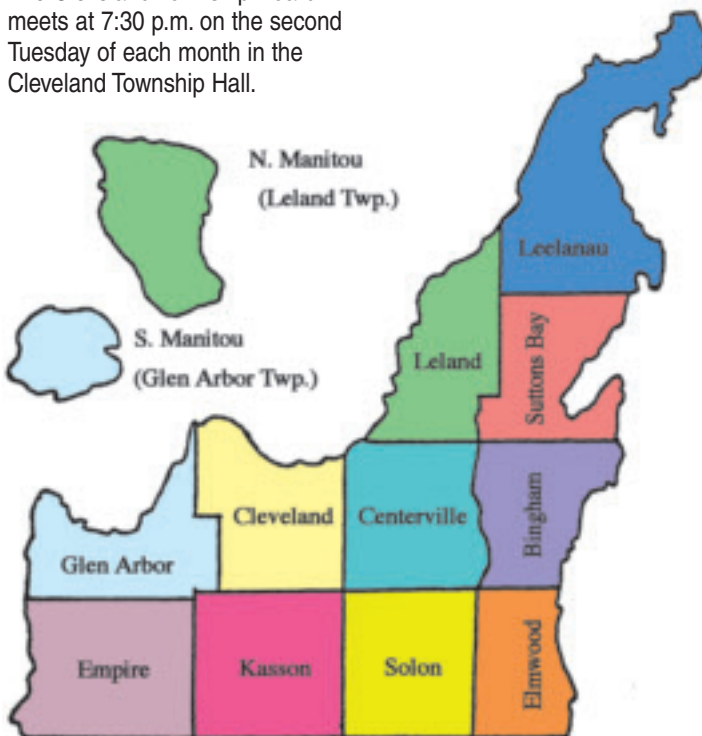 meets at 7:30 p.m. on the second
Tuesday of each month in the
Cleveland Township Hall.
N. Manitou
(Leland Twp.)
Leelanau
S. Manitou
(Glen Arbor Twp.)
Leland
Suttons Bay
Cleveland
Centerville
Bingham
Glen Arbor
Empire
Kasson
Solon
Elmwood